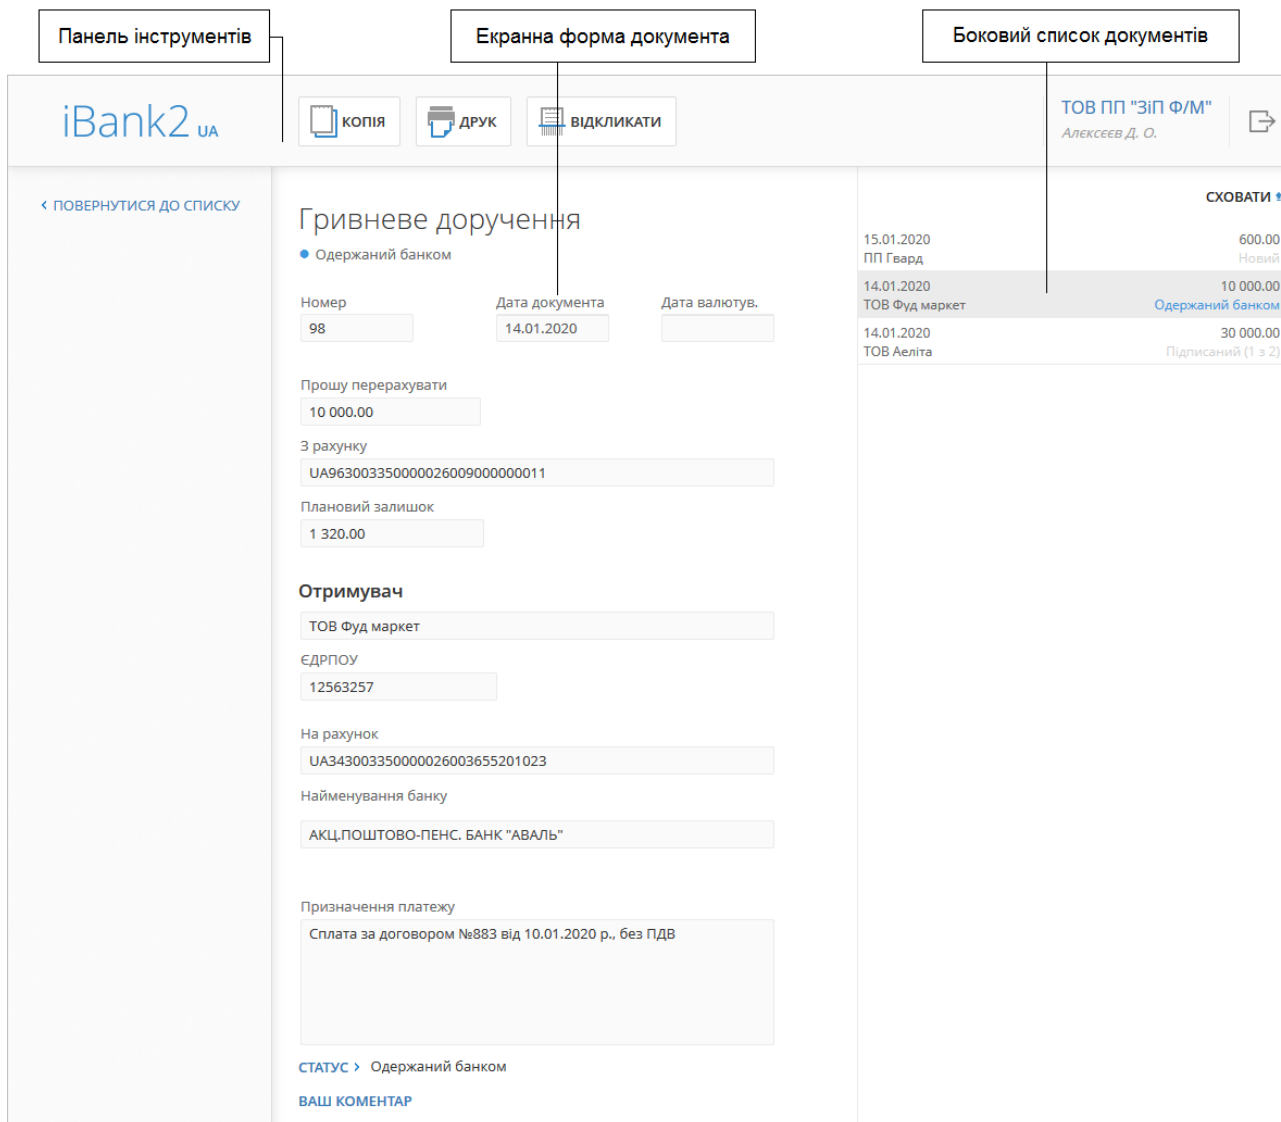 Панель інструментів
Екранна форма документа
Боковий список документів
iBank2 UA
КОПІЯ
ДРУК
ВІДКЛИКАТИ
ТОВ ПП "ЗіП Ф/М"
Алєксєєв Д. О.
‹ ПОВЕРНУТИСЯ ДО СПИСКУ
Гривневе доручення
Одержаний банком
Номер Дата документа Дата валютув.
98 14.01.2020
Прошу перерахувати
10 000.00
З рахунку
UA963003350000026009000000011
Плановий залишок
1 320.00
Отримувач
ТОВ Фуд маркет
ЄДРПОУ
12563257
На рахунок
UA343003350000026003655201023
Найменування банку
АКЦ.ПОШТОВО-ПЕНС. БАНК "АВАЛЬ"
Призначення платежу
Сплата за договором №883 від 10.01.2020 р., без ПДВ
СТАТУС › Одержаний банком
ВАШ КОМЕНТАР
СХОВАТИ
15.01.2020 600.00
ПП Гвард Новий
14.01.2020 10 000.00
ТОВ Фуд маркет Одержаний банком
14.01.2020 30 000.00
ТОВ Аеліта Підписаний (1 з 2)